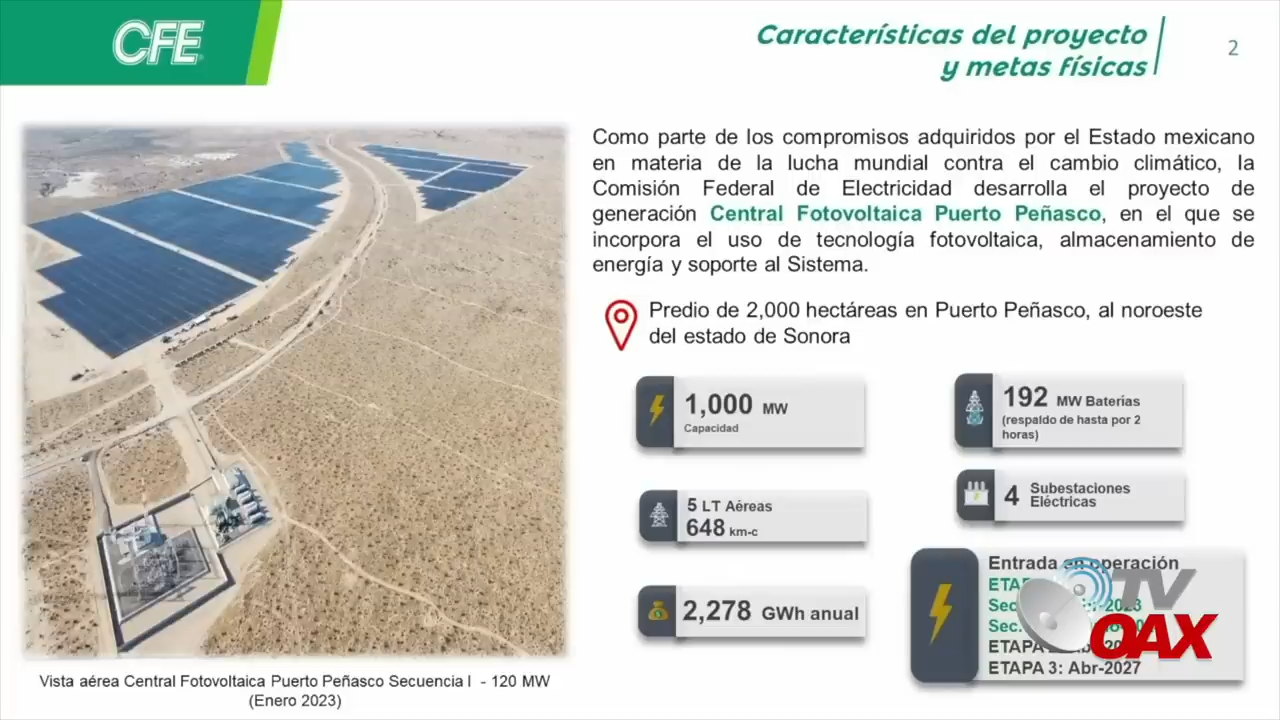 CFE
Características del proyecto
y metas físicas
2
Como parte de los compromisos adquiridos por el Estado mexicano
en materia de la lucha mundial contra el cambio climático, la
Comisión Federal de Electricidad desarrolla el proyecto de
generación Central Fotovoltaica Puerto Peñasco, en el que se
incorpora el uso de tecnología fotovoltaica, almacenamiento de
energía y soporte al Sistema.
Predio de 2,000 hectáreas en Puerto Peñasco, al noroeste
del estado de Sonora
1,000 MW
Capacidad
192 MW Baterías
(respaldo de hasta por 2
horas)
5 LT Aéreas
648 km-c
4 Subestaciones
Eléctricas
2,278 GWh anual
Entrada en operación
Sec.
ETAPA 3: Abr-2027
TV
OAX
Vista aérea Central Fotovoltaica Puerto Peñasco Secuencia I - 120 MW
(Enero 2023)